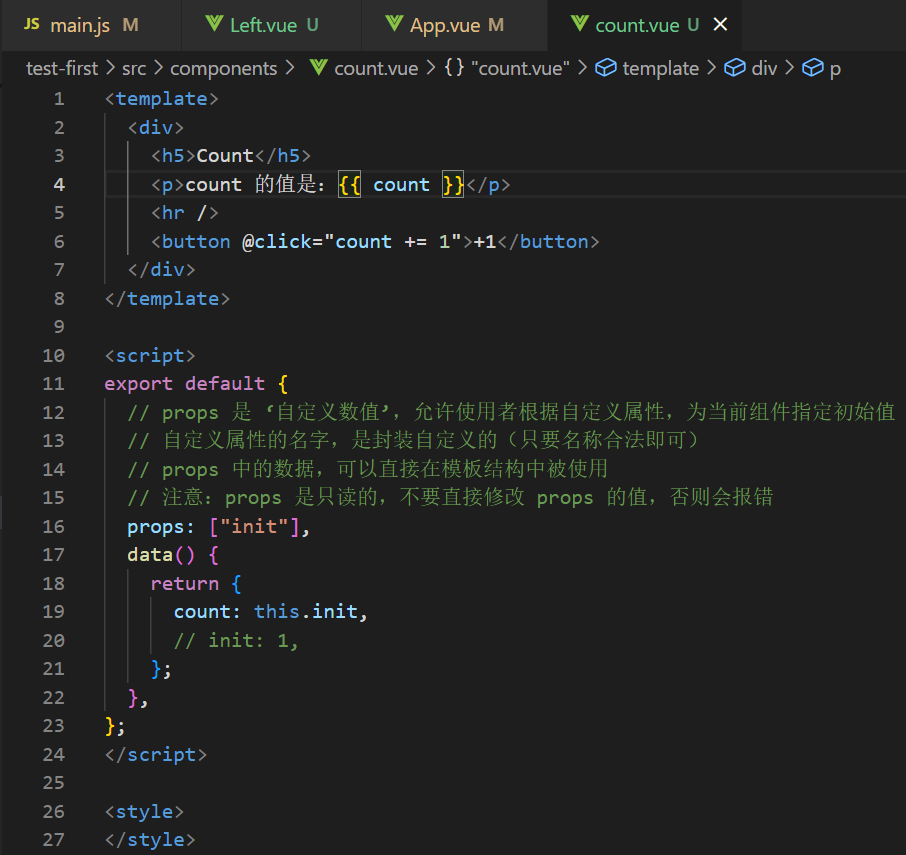 JS main.js M Left.vue U App.vue M count.vue U ×
test-first > src > components > count.vue > {} "count.vue" > template > div > p
1 <template>
2 <div>
3 <h5>Count</h5>
4 <p>count 的值是：{{ count }}</p>
5 <hr />
6 <button @click="count += 1">+1</button>
7 </div>
8 </template>
9
10 <script>
11 export default {
12 // props 是 ‘自定义数值’，允许使用者根据自定义属性，为当前组件指定初始值
13 // 自定义属性的名字，是封装自定义的（只要名称合法即可）
14 // props 中的数据，可以直接在模板结构中被使用
15 // 注意：props 是只读的，不要直接修改 props 的值，否则会报错
16 props: ["init"],
17 data() {
18 return {
19 count: this.init,
20 // init: 1,
21 };
22 },
23 };
24 </script>
25
26 <style>
27 </style>